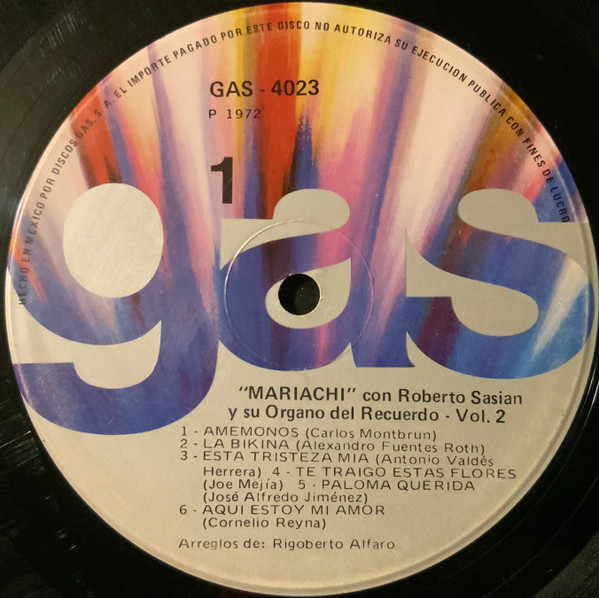 HECHO EN MEXICO POR DISCOS GAS, S. A. EL IMPORTE PAGADO POR ESTE DISCO NO AUTORIZA SU EJECUCION PUBLICA CON FINES DE LUCRO
GAS - 4023
P 1972
1
gas
"MARIACHI" con Roberto Sasian
y su Organo del Recuerdo - Vol. 2
1 - AMEMONOS (Carlos Montbrun)
2 - LA BIKINA (Alexandro Fuentes Roth)
3 - ESTA TRISTEZA MIA (Antonio Valdés
Herrera) 4 - TE TRAIGO ESTAS FLORES
(Joe Mejía) 5 - PALOMA QUERIDA
(José Alfredo Jiménez)
6 - AQUI ESTOY MI AMOR
(Cornelio Reyna)
Arreglos de: Rigoberto Alfaro